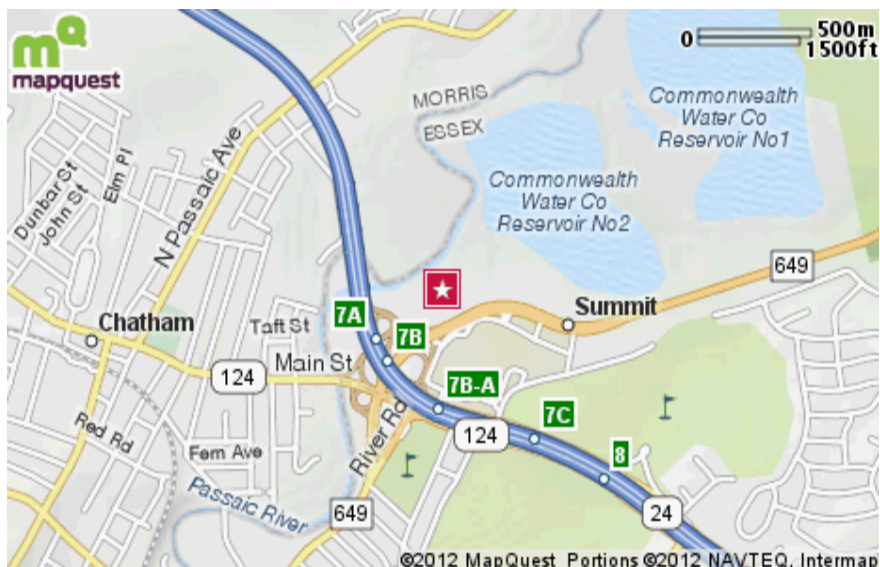 mapquest
0 500m
1500ft
MORRIS
ESSEX
Commonwealth
Water Co
Reservoir No1
Commonwealth
Water Co
Reservoir No2
Dunbar St
John St
Elm Pl
N Passaic Ave
649
Summit
7A
7B
Taft St
Chatham
Main St
124
7B-A
7C
124
River Rd
Red Rd
Fern Ave
8
Passaic River
649
24
©2012 MapQuest Portions ©2012 NAVTEQ, Intermap